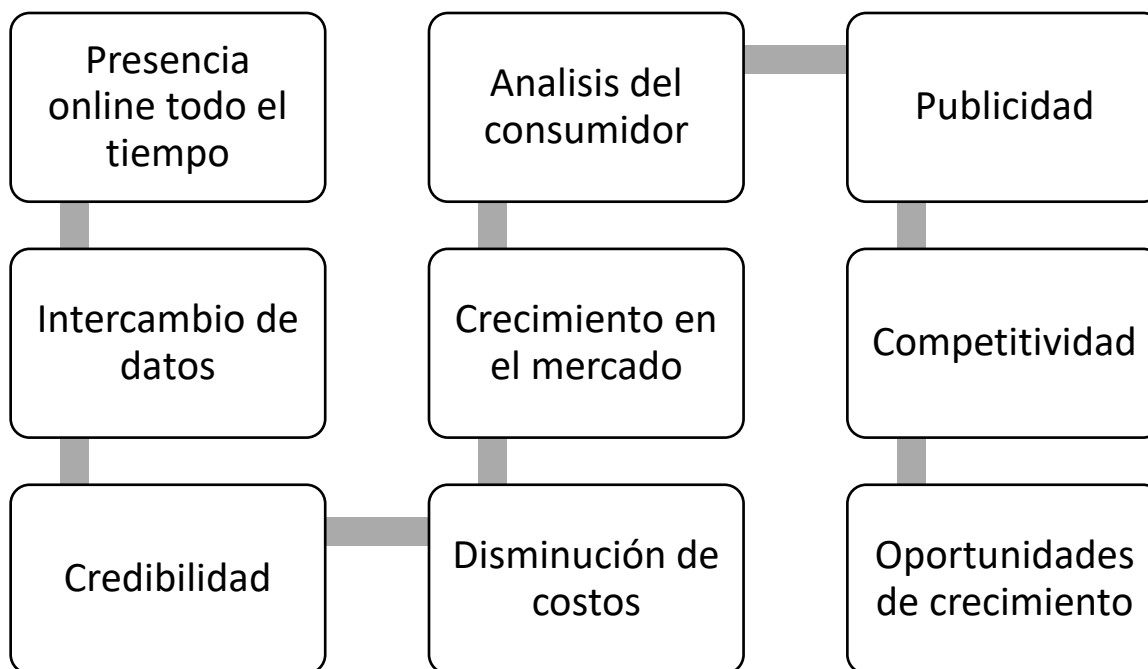 Presencia
online todo el
tiempo
Intercambio de
datos
Credibilidad
Disminución de
costos
Crecimiento en
el mercado
Analisis del
consumidor
Publicidad
Competitividad
Oportunidades
de crecimiento